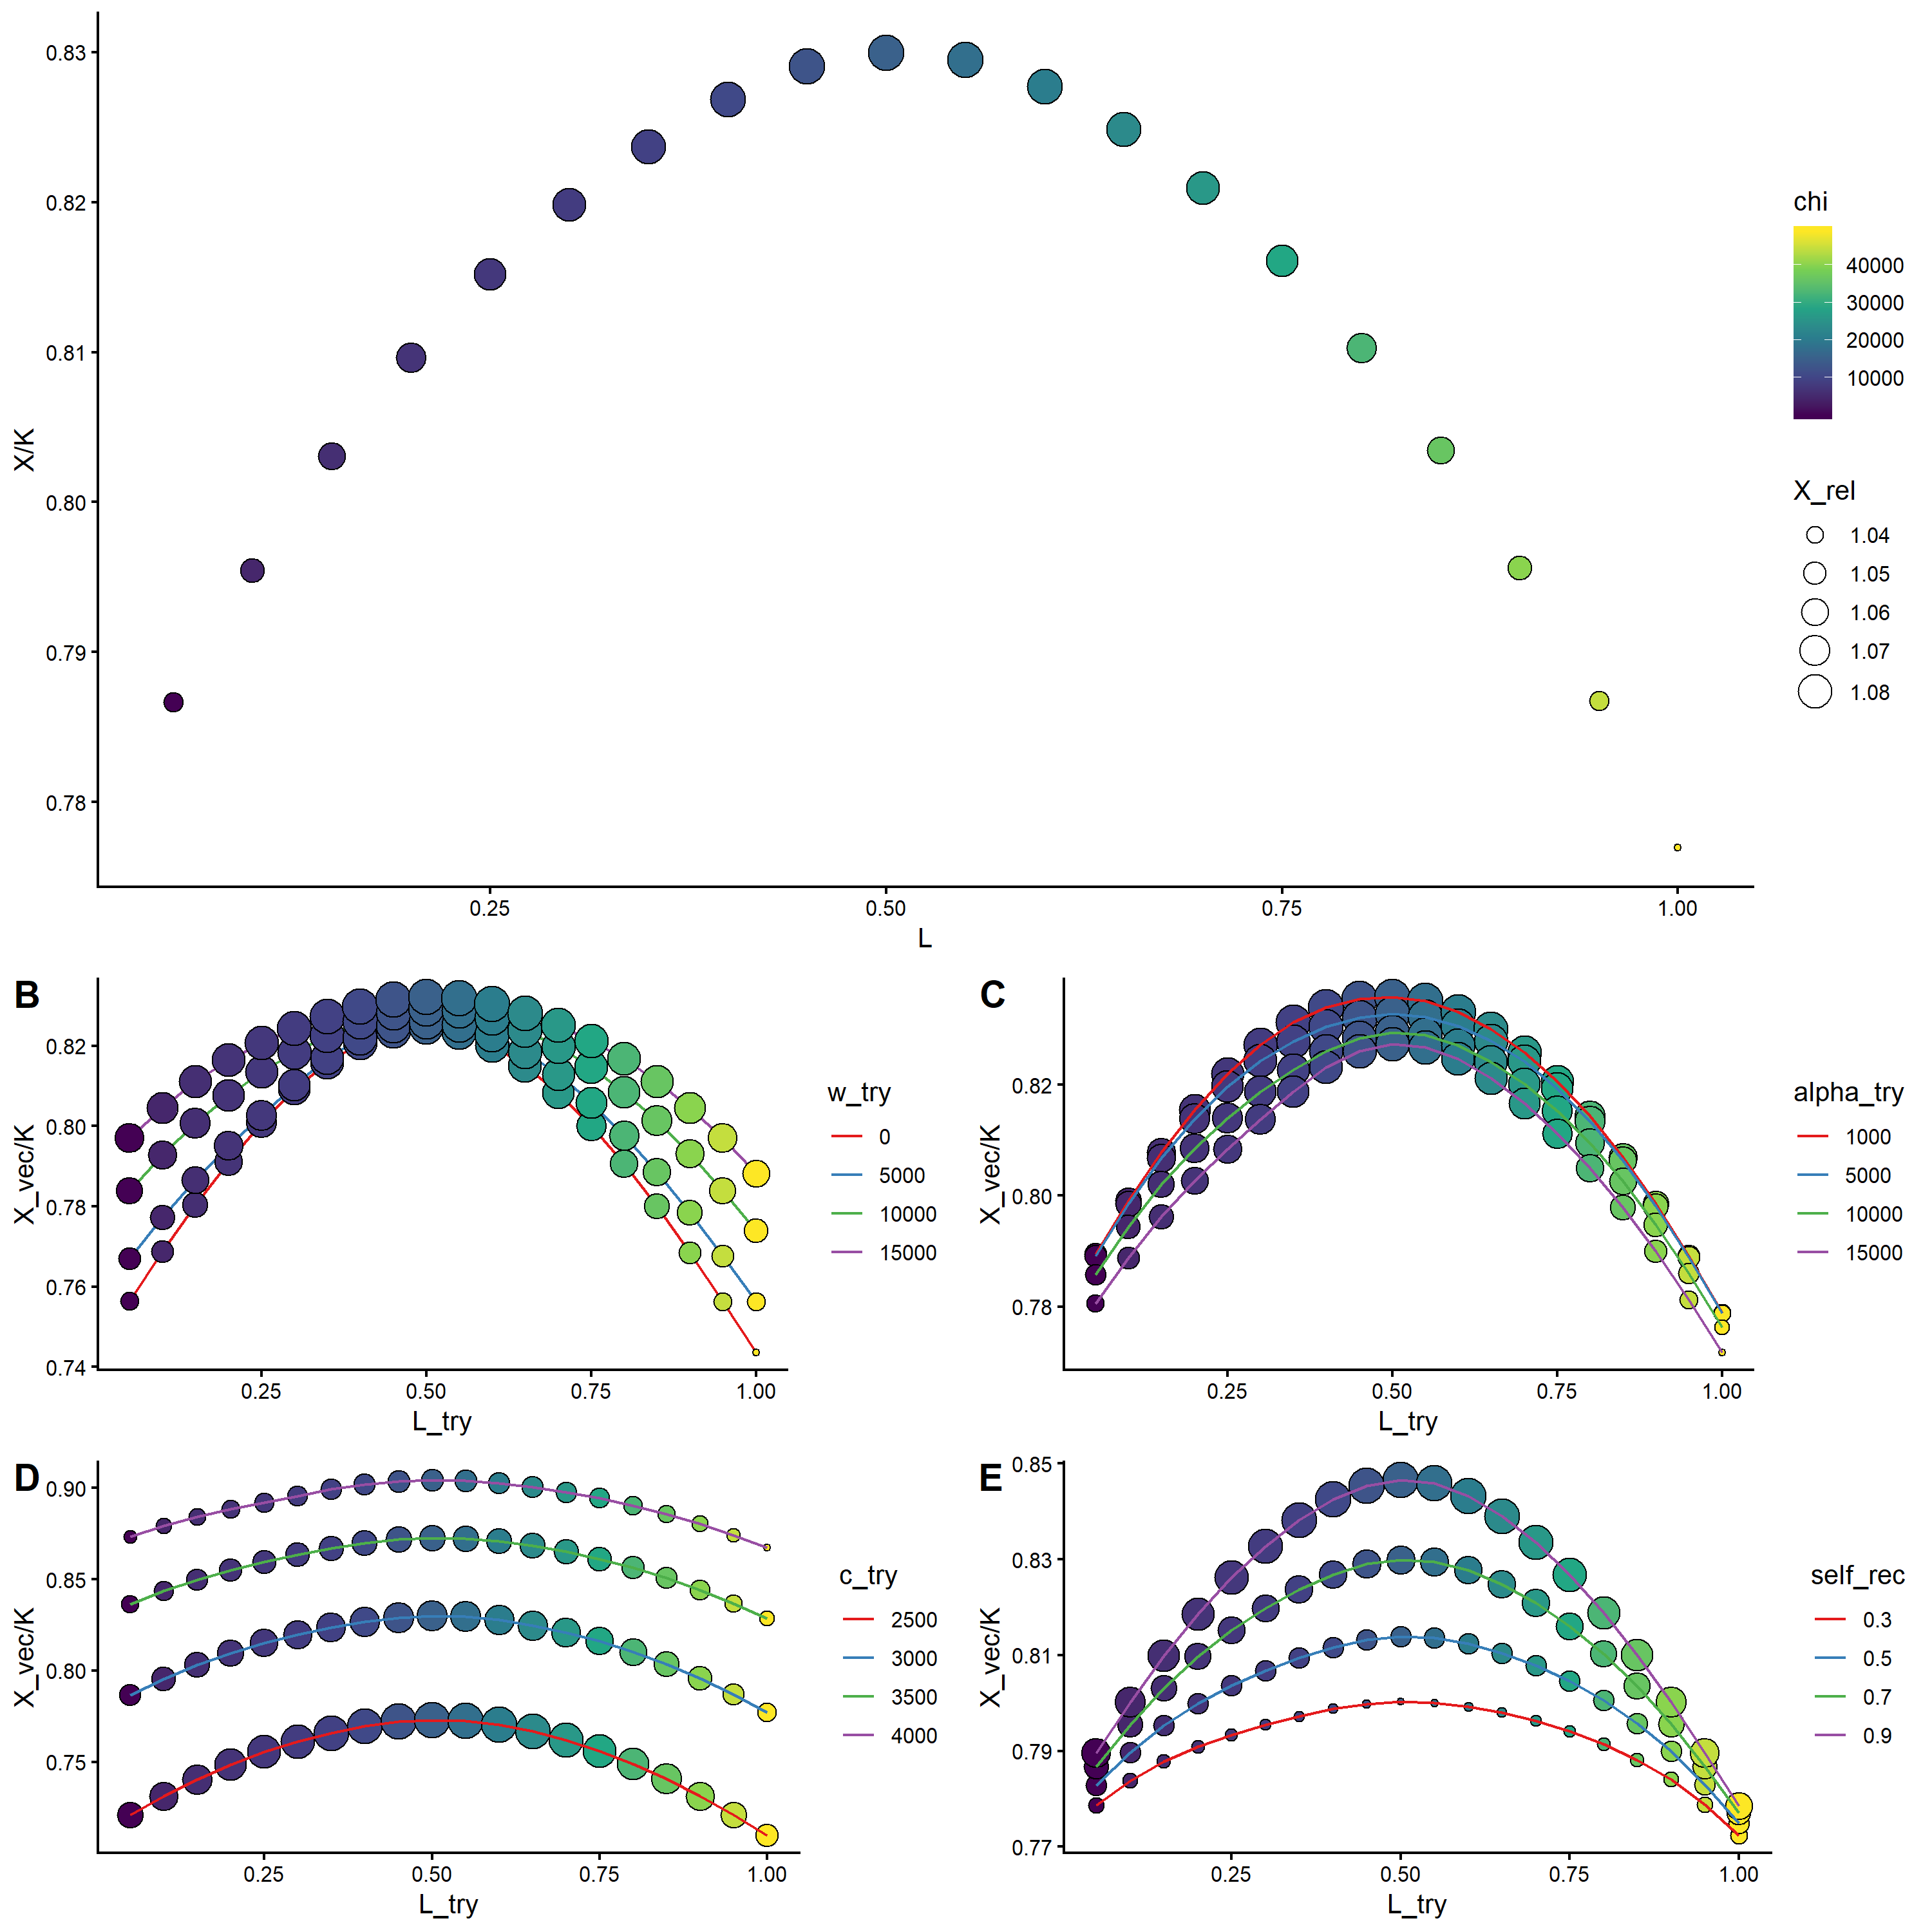 0.83
0.82
0.81
0.80
0.79
0.78
X/K
0.25 0.50 0.75 1.00
L
chi
40000
30000
20000
10000
X_rel
1.04
1.05
1.06
1.07
1.08
B
0.82
0.80
0.78
0.76
0.74
X_vec/K
0.25 0.50 0.75 1.00
L_try
w_try
0
5000
10000
15000
C
0.82
0.80
0.78
X_vec/K
0.25 0.50 0.75 1.00
L_try
alpha_try
1000
5000
10000
15000
D
0.90
0.85
0.80
0.75
X_vec/K
0.25 0.50 0.75 1.00
L_try
c_try
2500
3000
3500
4000
E
0.85
0.83
0.81
0.79
0.77
X_vec/K
0.25 0.50 0.75 1.00
L_try
self_rec
0.3
0.5
0.7
0.9